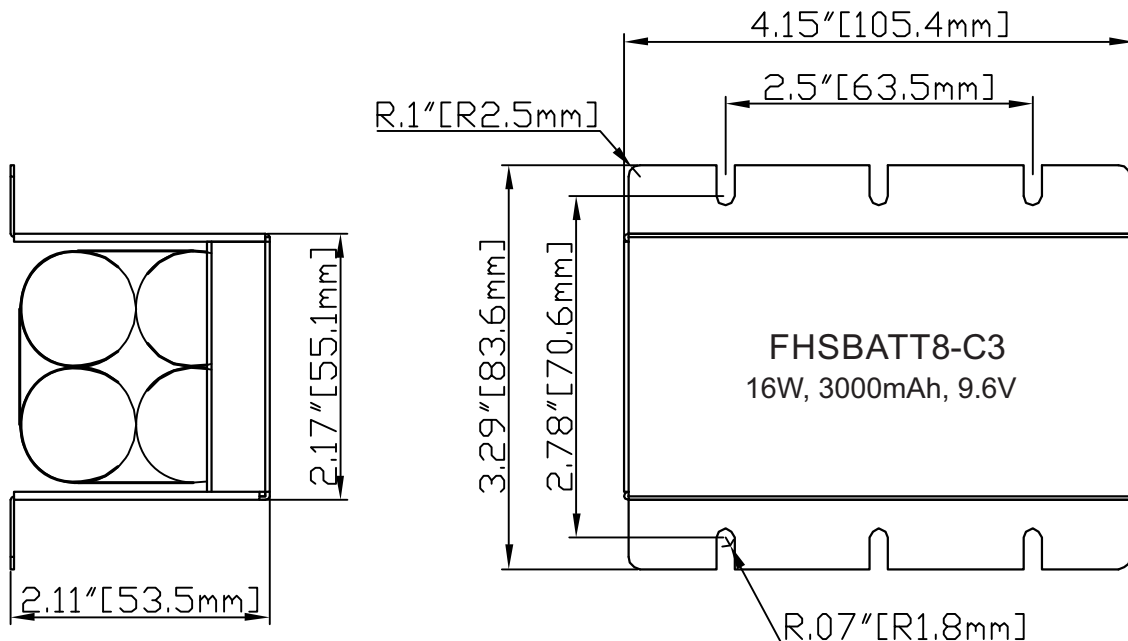 4.15"[105.4mm]
2.5"[63.5mm]
R.1"[R2.5mm]
2.17"[55.1mm]
3.29"[83.6mm]
2.78"[70.6mm]
FHSBATT8-C3
16W, 3000mAh, 9.6V
2.11"[53.5mm]
R.07"[R1.8mm]